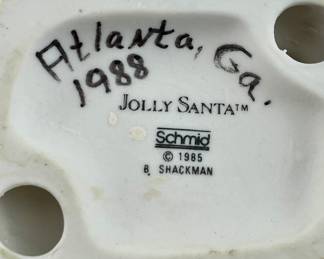 Atlanta, Ga.
1988
JOLLY SANTA™
Schmid
© 1985
B. SHACKMAN